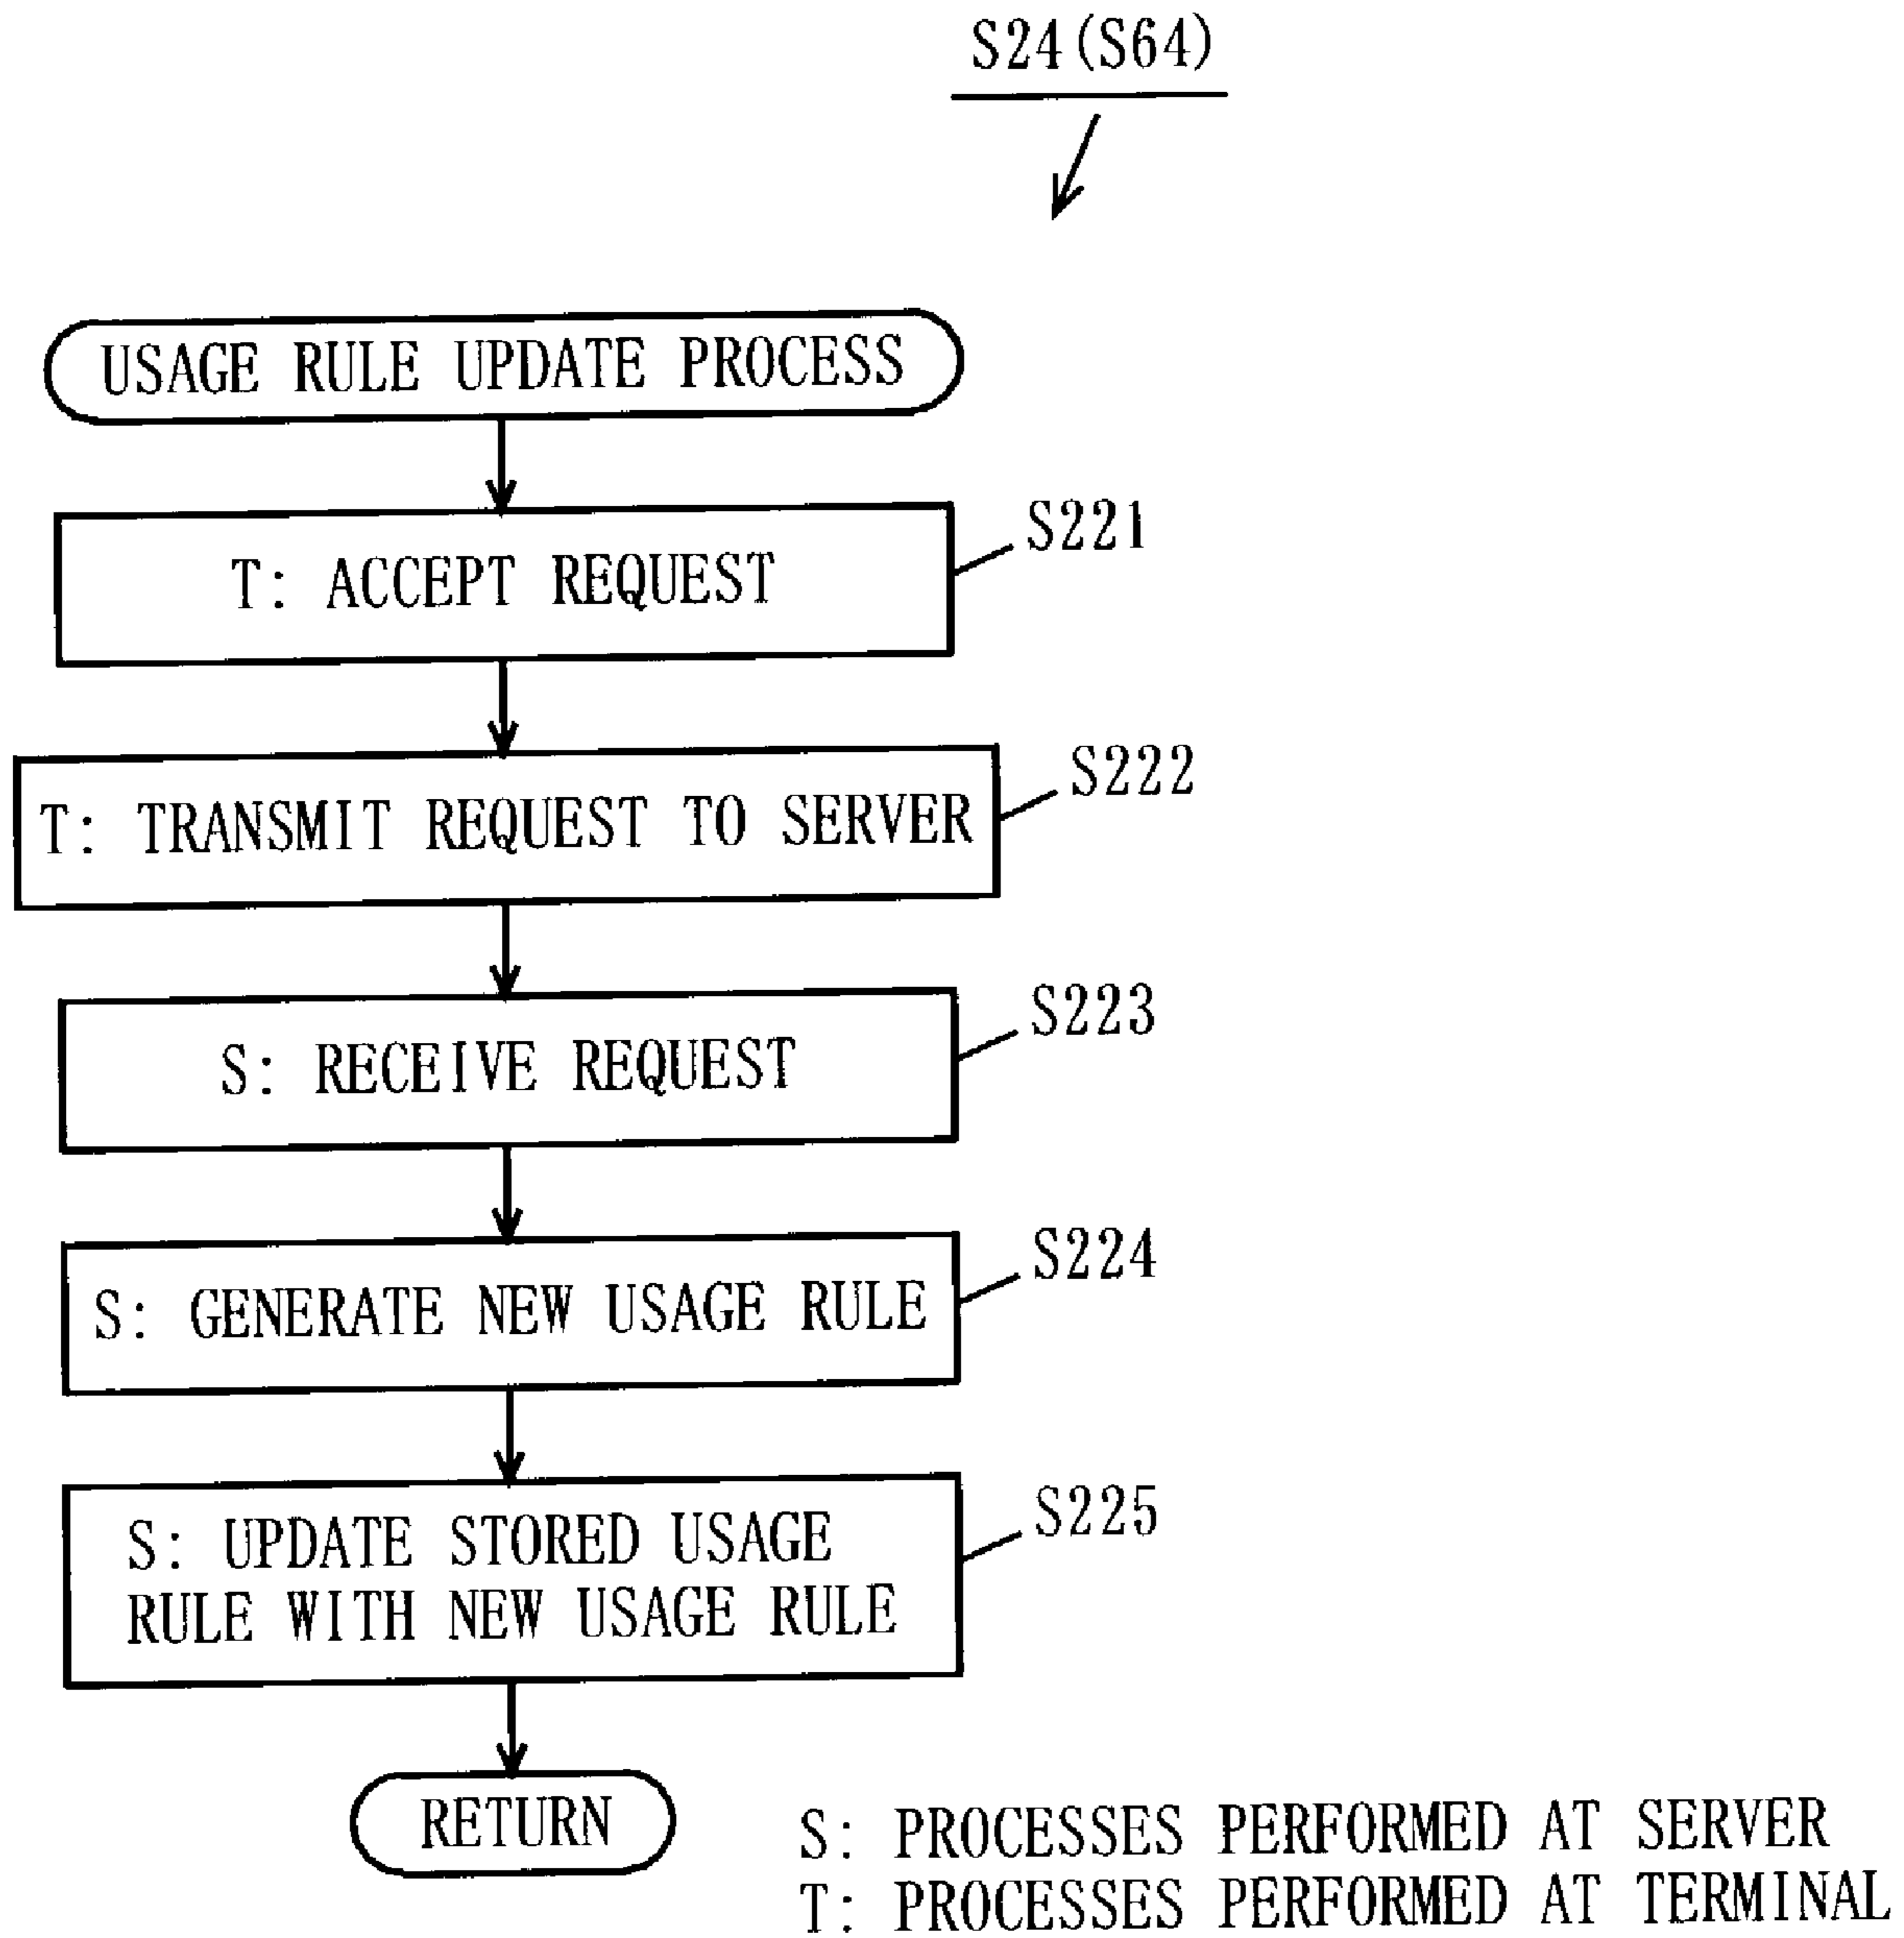 S24(S64)
USAGE RULE UPDATE PROCESS
S221
T: ACCEPT REQUEST
S222
T: TRANSMIT REQUEST TO SERVER
S223
S: RECEIVE REQUEST
S224
S: GENERATE NEW USAGE RULE
S225
S: UPDATE STORED USAGE
RULE WITH NEW USAGE RULE
RETURN
S: PROCESSES PERFORMED AT SERVER
T: PROCESSES PERFORMED AT TERMINAL